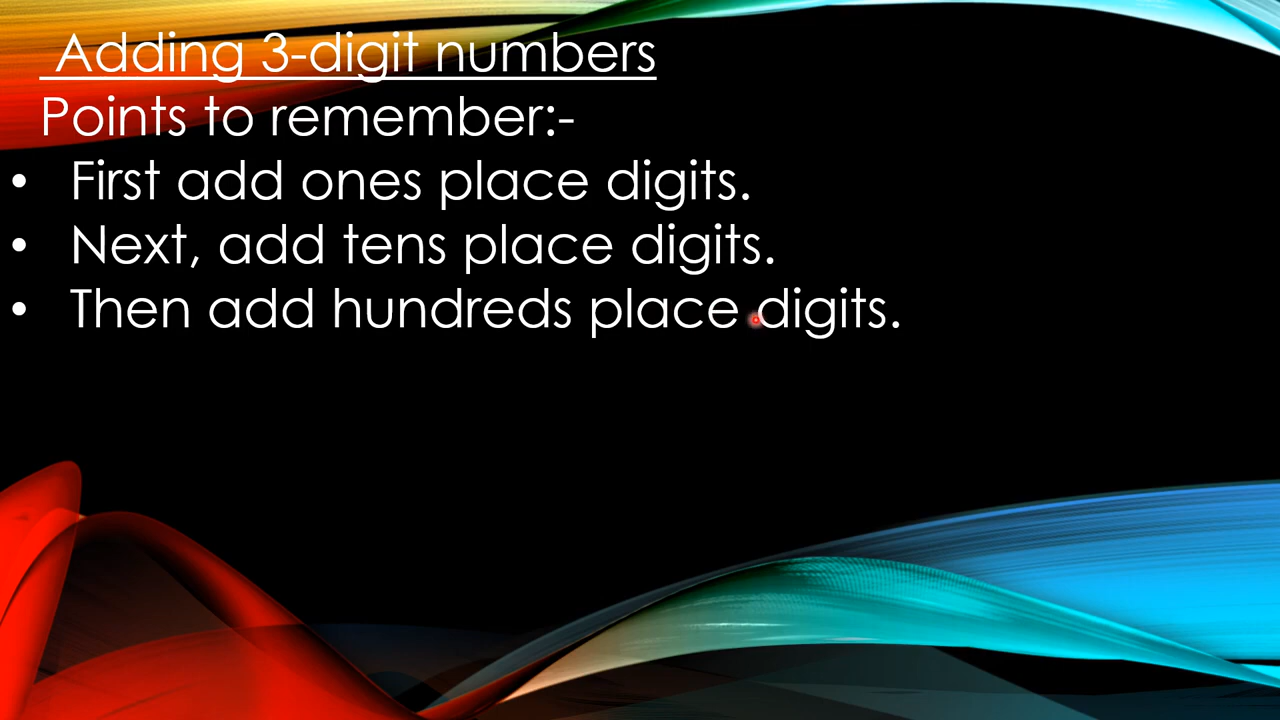 Adding 3-digit numbers
Points to remember:-
• First add ones place digits.
• Next, add tens place digits.
• Then add hundreds place digits.